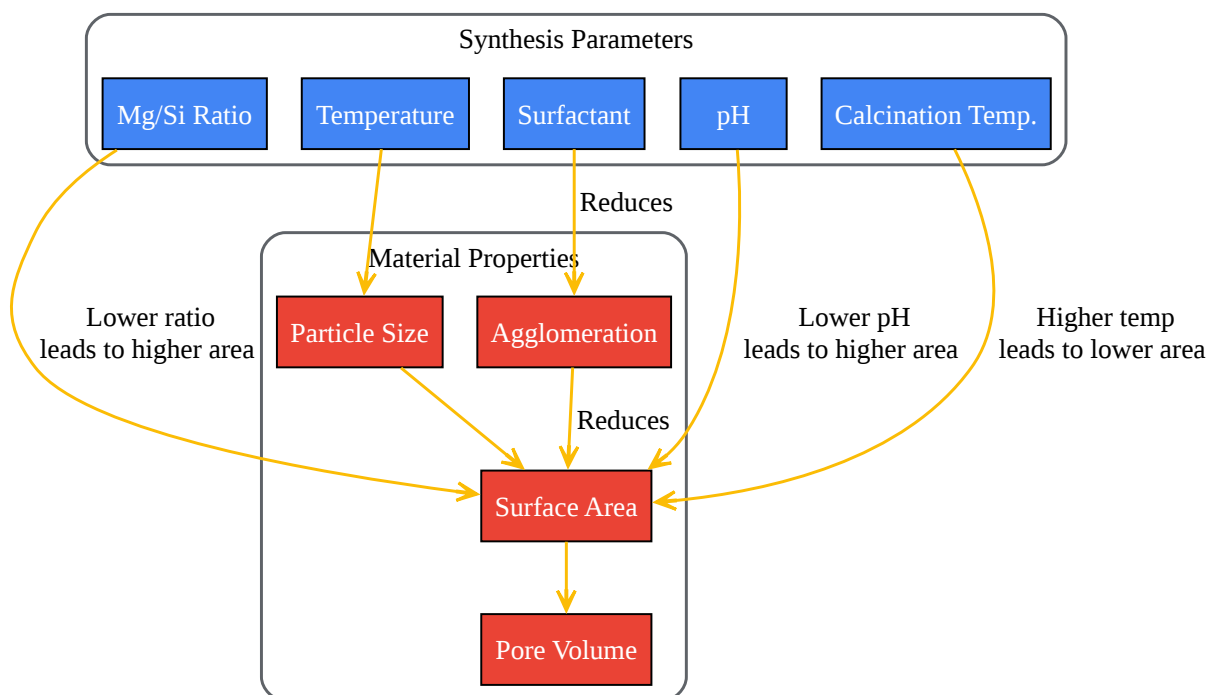 Synthesis Parameters
Mg/Si Ratio
Temperature
Surfactant
pH
Calcination Temp.
Reduces
Material Properties
Particle Size
Agglomeration
Lower ratio
leads to higher area
Lower pH
leads to higher area
Higher temp
leads to lower area
Reduces
Surface Area
Pore Volume